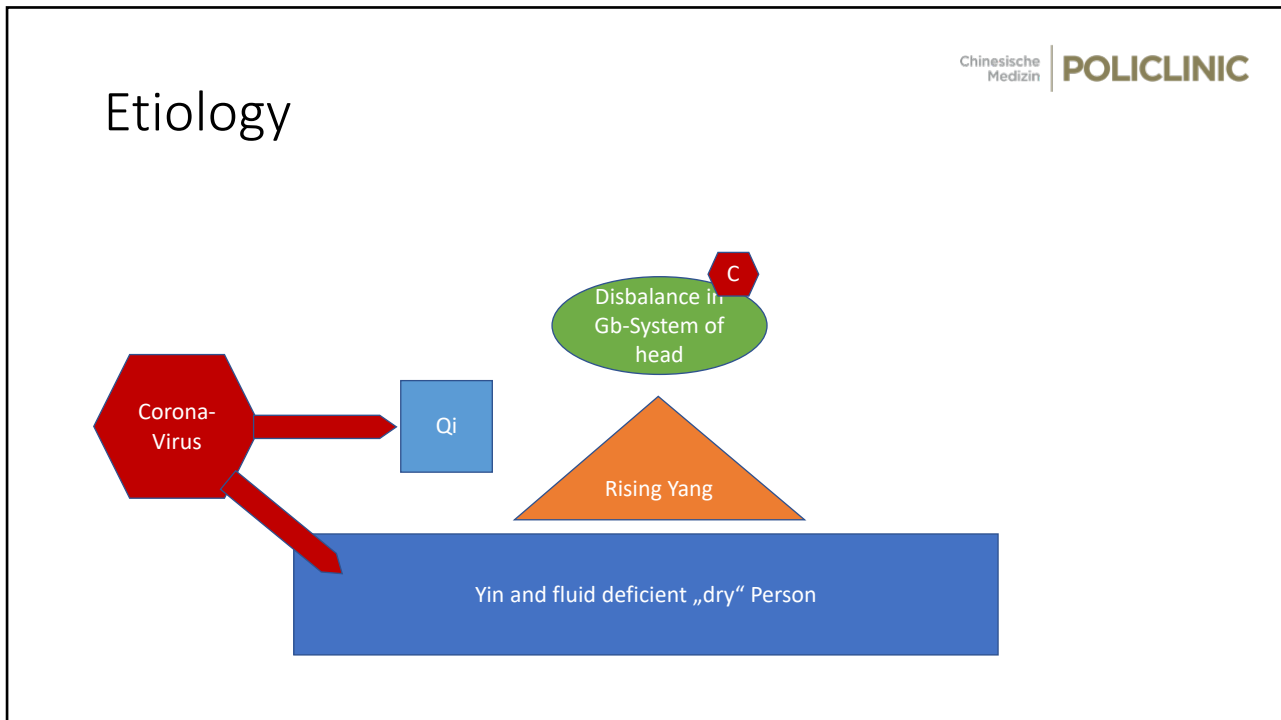 Chinesische
Medizin
POLICLINIC
Etiology
C
Disbalance in
Gb-System of
head
Corona-
Virus
Qi
Rising Yang
Yin and fluid deficient „dry“ Person